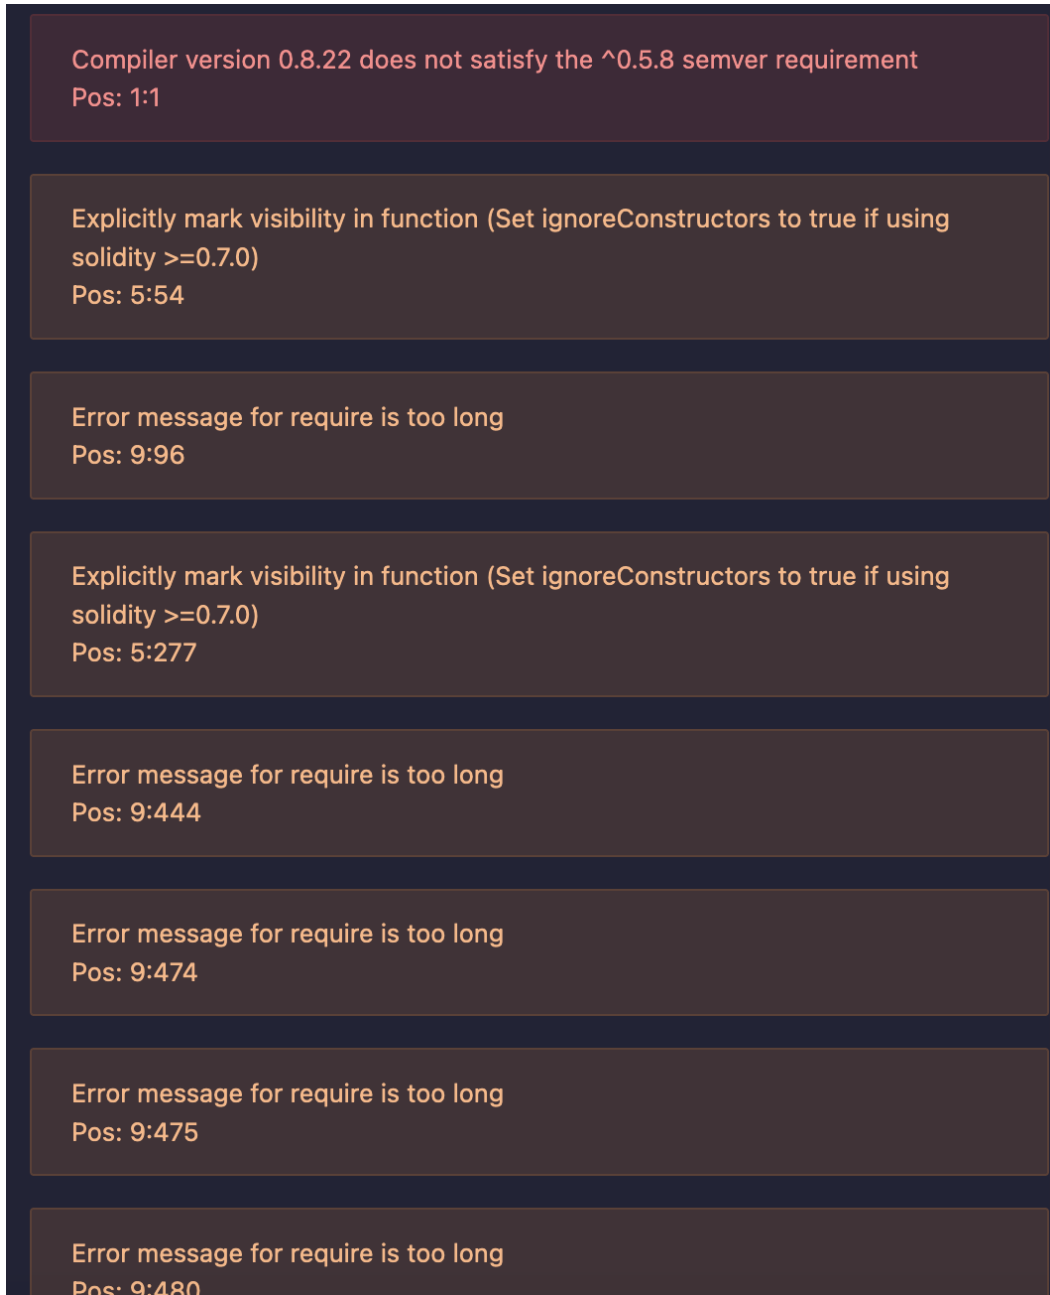 Compiler version 0.8.22 does not satisfy the ^0.5.8 semver requirement
Pos: 1:1
Explicitly mark visibility in function (Set ignoreConstructors to true if using
solidity >=0.7.0)
Pos: 5:54
Error message for require is too long
Pos: 9:96
Explicitly mark visibility in function (Set ignoreConstructors to true if using
solidity >=0.7.0)
Pos: 5:277
Error message for require is too long
Pos: 9:444
Error message for require is too long
Pos: 9:474
Error message for require is too long
Pos: 9:475
Error message for require is too long
Pos: 9:480